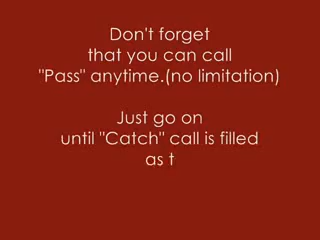 Don't forget
that you can call
"Pass" anytime.(no limitation)
Just go on
until "Catch" call is filled
as t